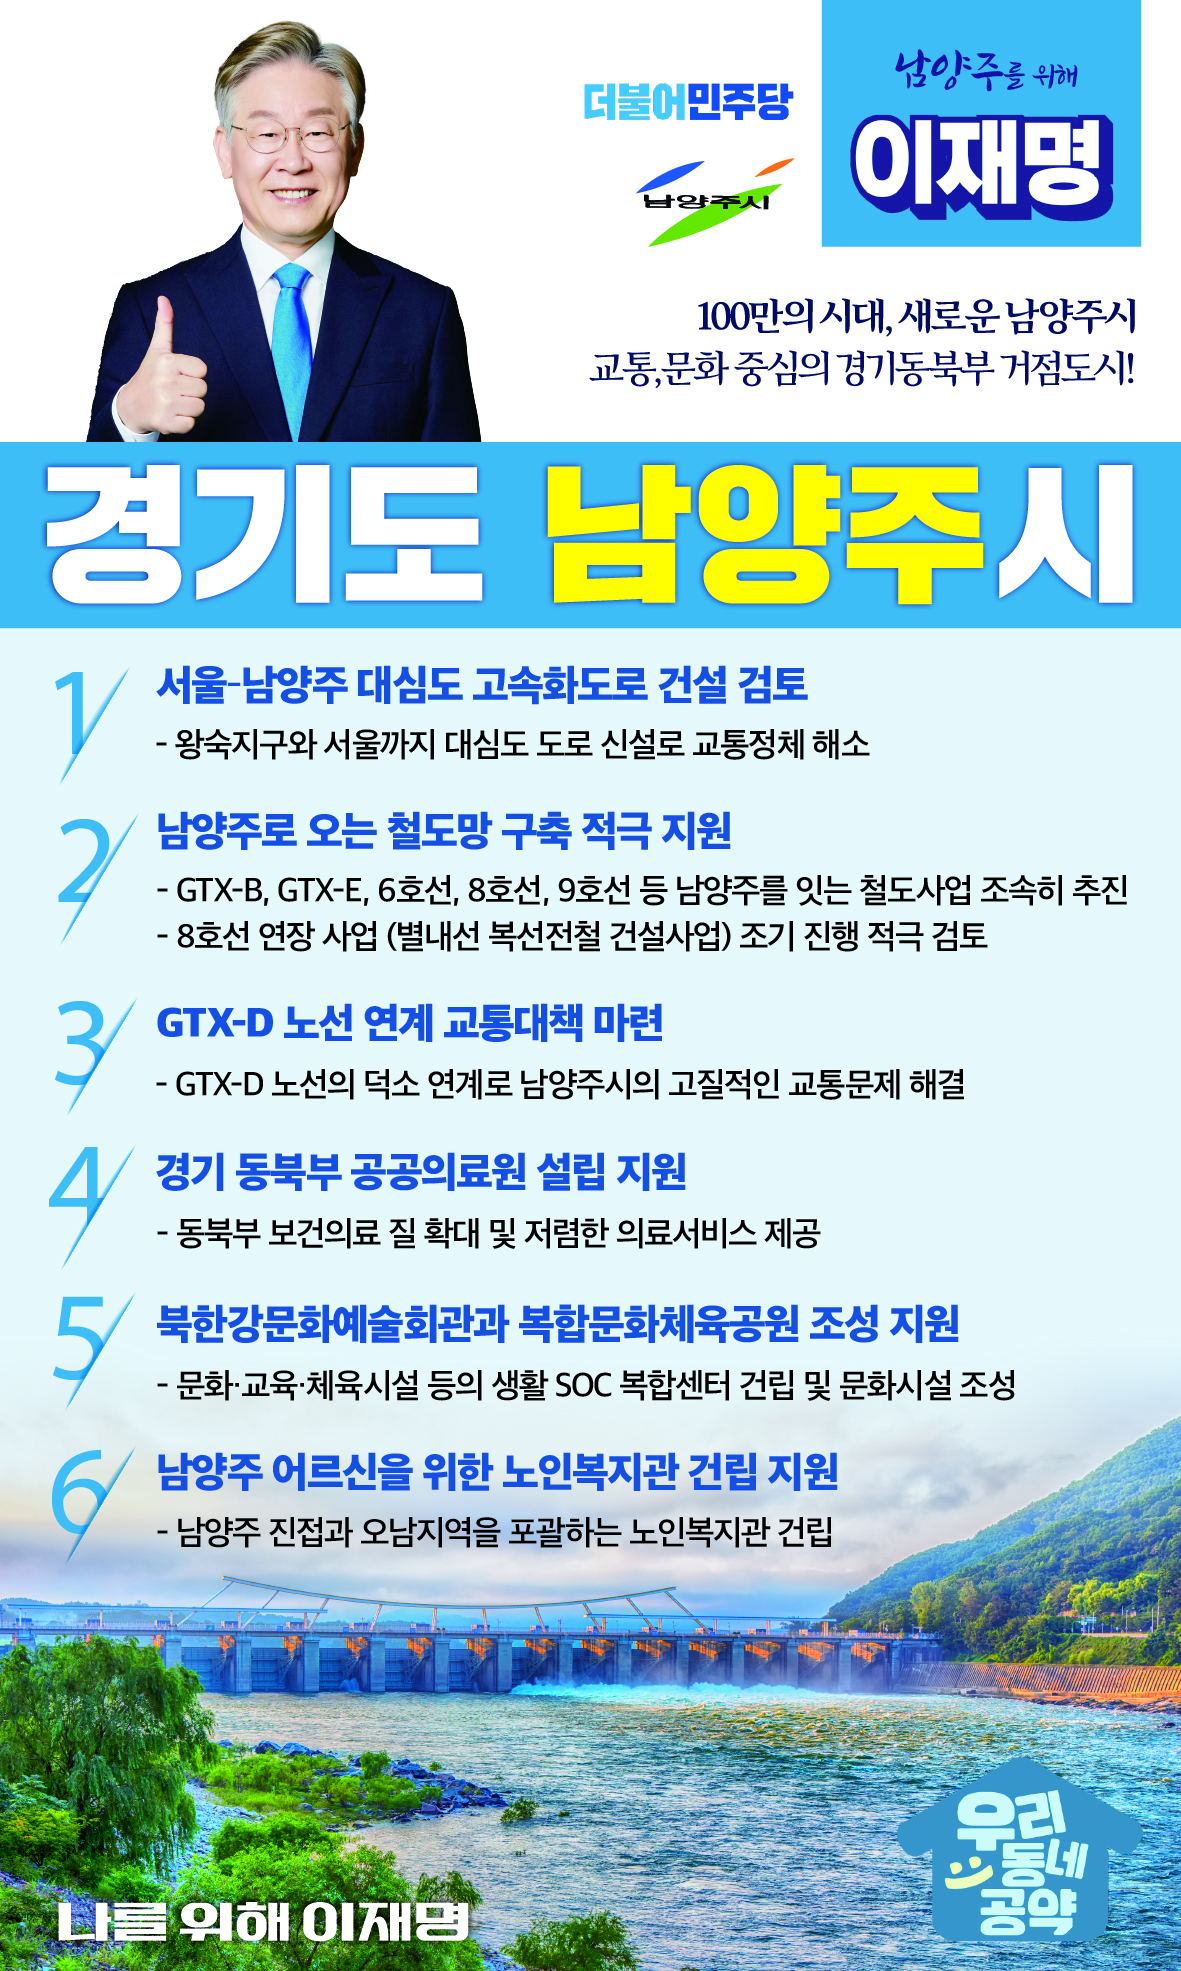 더불어민주당
남양주시
남양주를 위해
이재명
100만의 시대, 새로운 남양주시
교통,문화 중심의 경기동북부 거점도시!
경기도 남양주시
1 서울-남양주 대심도 고속화도로 건설 검토
- 왕숙지구와 서울까지 대심도 도로 신설로 교통정체 해소
2 남양주로 오는 철도망 구축 적극 지원
- GTX-B, GTX-E, 6호선, 8호선, 9호선 등 남양주를 잇는 철도사업 조속히 추진
- 8호선 연장 사업 (별내선 복선전철 건설사업) 조기 진행 적극 검토
3 GTX-D 노선 연계 교통대책 마련
- GTX-D 노선의 덕소 연계로 남양주시의 고질적인 교통문제 해결
4 경기 동북부 공공의료원 설립 지원
- 동북부 보건의료 질 확대 및 저렴한 의료서비스 제공
5 북한강문화예술회관과 복합문화체육공원 조성 지원
- 문화·교육·체육시설 등의 생활 SOC 복합센터 건립 및 문화시설 조성
6 남양주 어르신을 위한 노인복지관 건립 지원
- 남양주 진접과 오남지역을 포괄하는 노인복지관 건립
우리
동네
공약
나를 위해 이재명